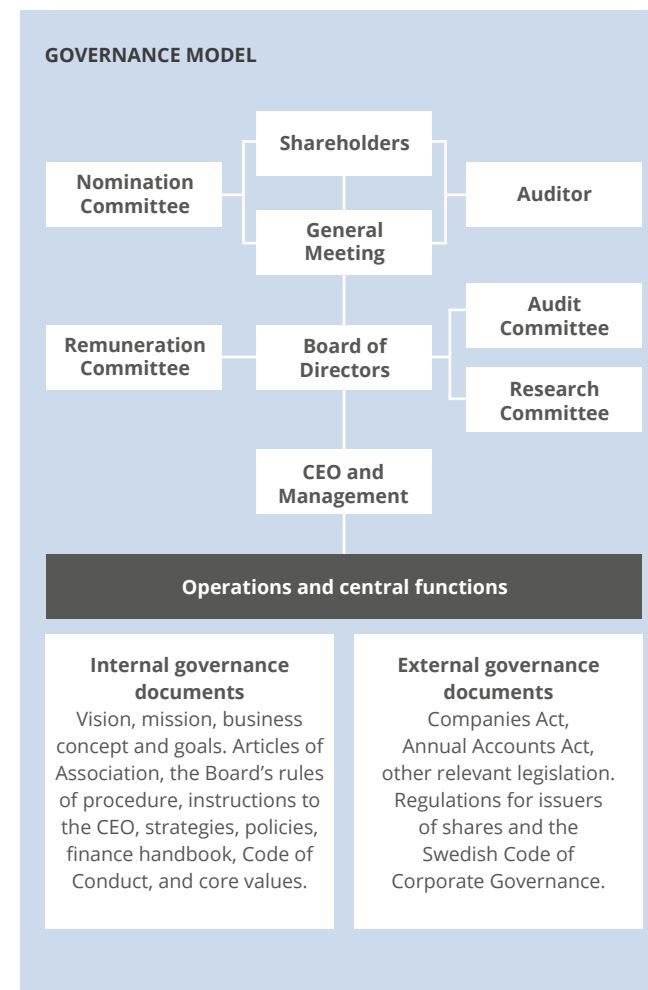 GOVERNANCE MODEL
Shareholders
Nomination
Committee
Auditor
General
Meeting
Audit
Committee
Remuneration
Committee
Board of
Directors
Research
Committee
CEO and
Management
Operations and central functions
Internal governance
documents
Vision, mission, business
concept and goals. Articles of
Association, the Board’s rules
of procedure, instructions to
the CEO, strategies, policies,
finance handbook, Code of
Conduct, and core values.
External governance
documents
Companies Act,
Annual Accounts Act,
other relevant legislation.
Regulations for issuers
of shares and the
Swedish Code of
Corporate Governance.